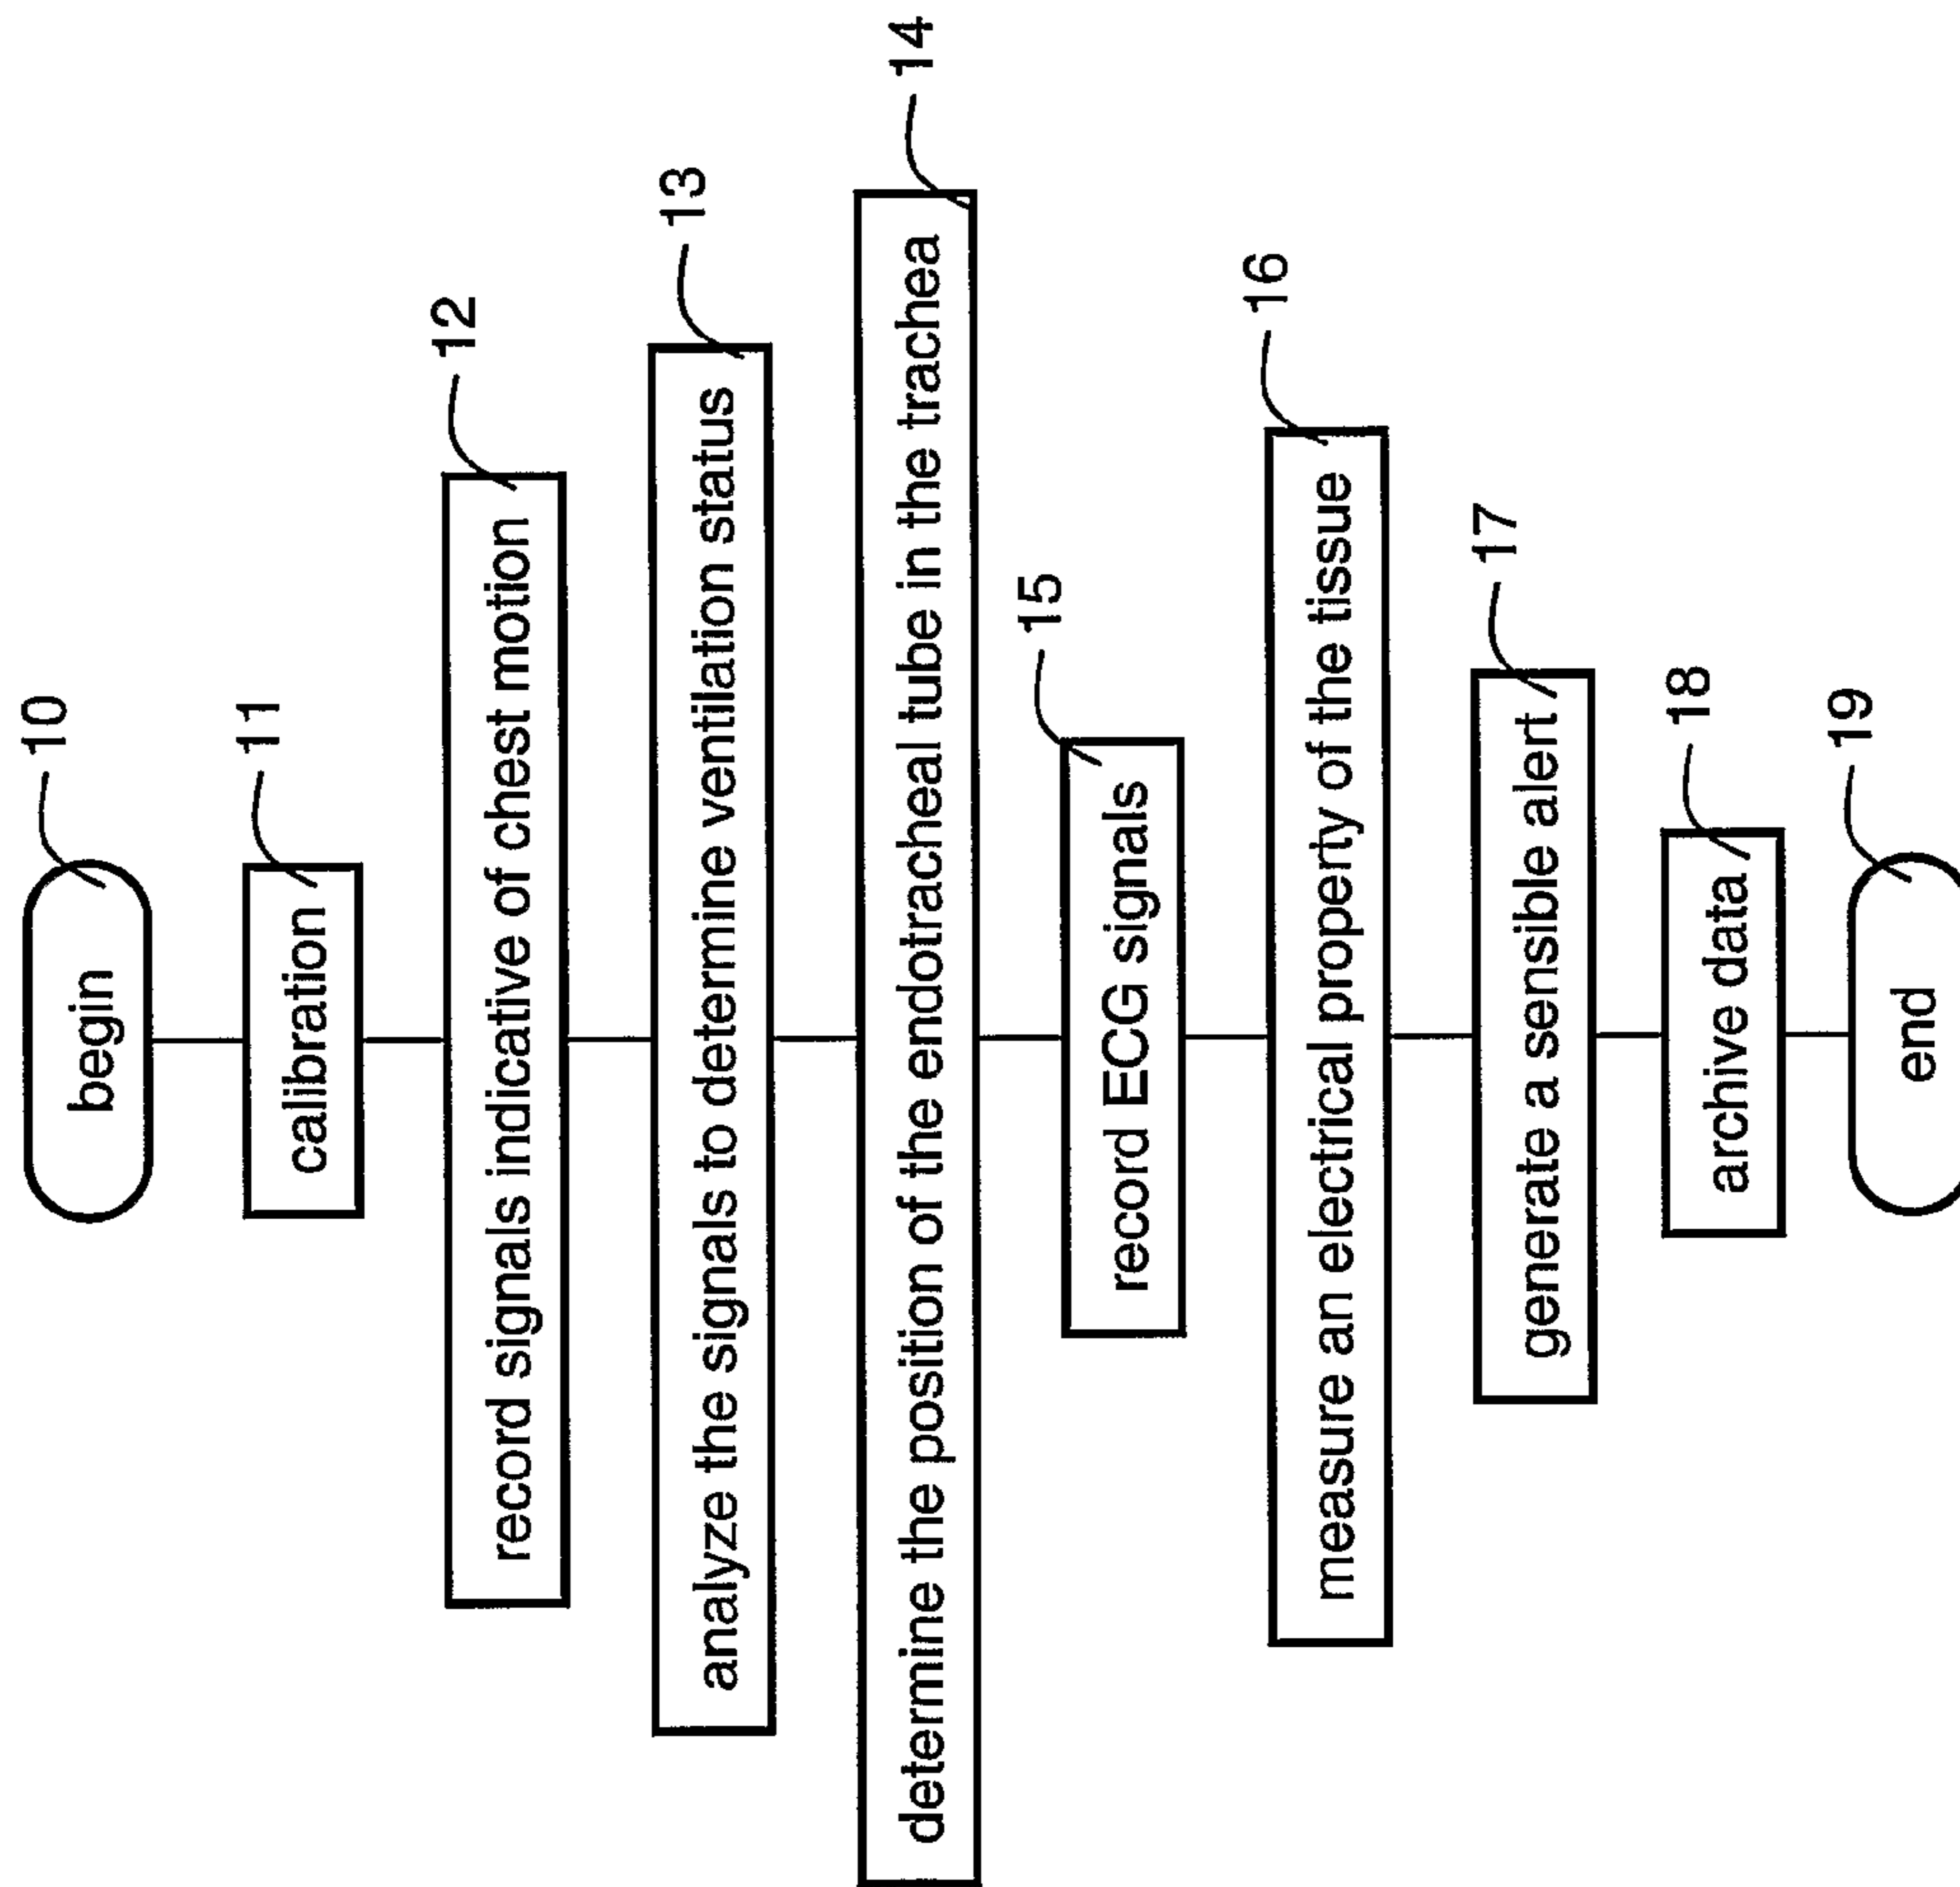 begin
10
calibration
11
record signals indicative of chest motion
12
analyze the signals to determine ventilation status
13
determine the position of the endotracheal tube in the trachea
14
record ECG signals
15
measure an electrical property of the tissue
16
generate a sensible alert
17
archive data
18
end
19